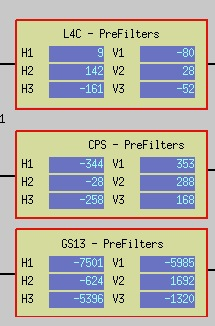 L4C - PreFilters
H1 9 V1 -80
H2 142 V2 28
H3 -161 V3 -52
1
CPS - PreFilters
H1 -344 V1 353
H2 -28 V2 288
H3 -258 V3 168
GS13 - PreFilters
H1 -7501 V1 -5985
H2 -624 V2 1692
H3 -5396 V3 -1320